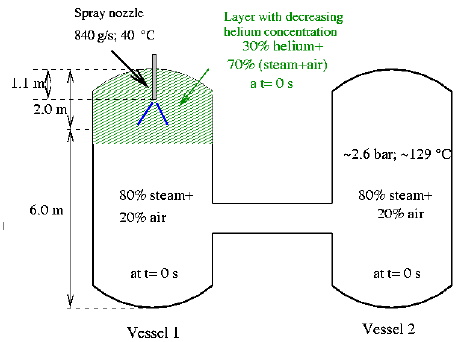 Spray nozzle
840 g/s; 40 °C
Layer with decreasing
helium concentration
30% helium+
70% (steam+air)
at= 0 s
1.1 m
2.0 m
6.0 m
80% steam+
20% air
at t= 0 s
~2.6 bar; ~129 °C
80% steam+
20% air
at t= 0 s
Vessel 1
Vessel 2